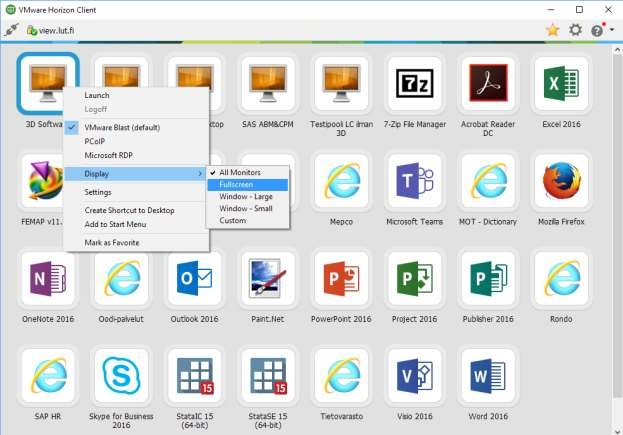 VMware Horizon Client
view.lut.fi
3D Softwa
ktop
SAS ABM&CPM
Testipooli LC ilman
3D
7z
7-Zip File Manager
Acrobat Reader
DC
Excel 2016
Launch
Logoff
VMware Blast (default)
PCoIP
Microsoft RDP
Display
Settings
Create Shortcut to Desktop
Add to Start Menu
Mark as Favorite
All Monitors
Fullscreen
Window - Large
Window - Small
Custom
FEMAP v11.
Mepco
Microsoft Teams
MOT - Dictionary
Mozilla Firefox
OneNote 2016
Oodi-palvelut
Outlook 2016
Paint.Net
PowerPoint 2016
Project 2016
Publisher 2016
Rondo
15
15
SAP HR
Skype for Business
2016
StataIC 15
(64-bit)
StataSE 15
(64-bit)
Tietovarasto
Visio 2016
Word 2016